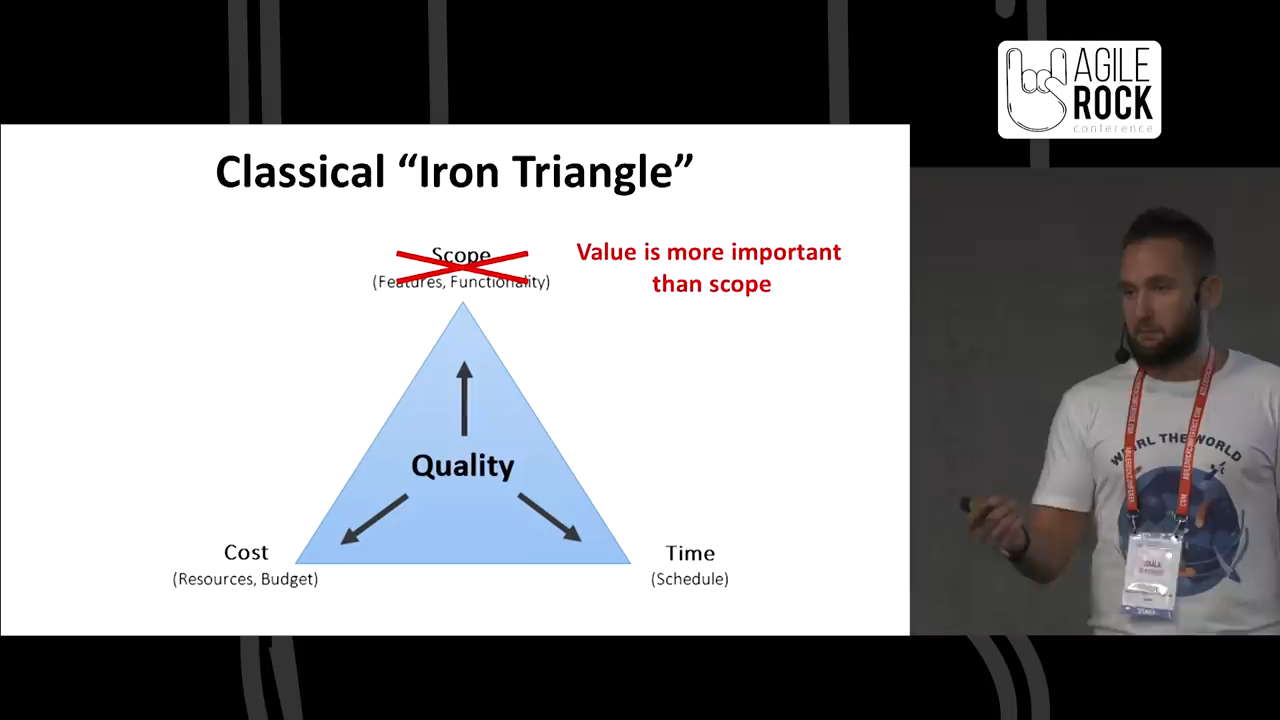 AGILE
ROCK
conference
Classical “Iron Triangle”
Scope
(Features, Functionality)
Value is more important
than scope
Quality
Cost
(Resources, Budget)
Time
(Schedule)
THE WORLD